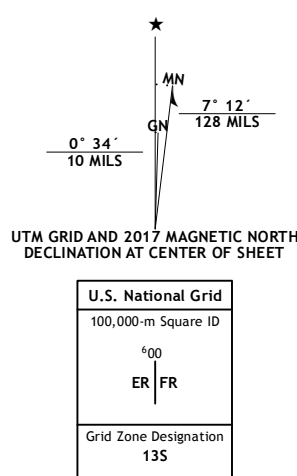 ★
MN
7° 12´
128 MILS
GN
0° 34´
10 MILS
UTM GRID AND 2017 MAGNETIC NORTH
DECLINATION AT CENTER OF SHEET
U.S. National Grid
100,000-m Square ID
⁶00
ER FR
Grid Zone Designation
13S